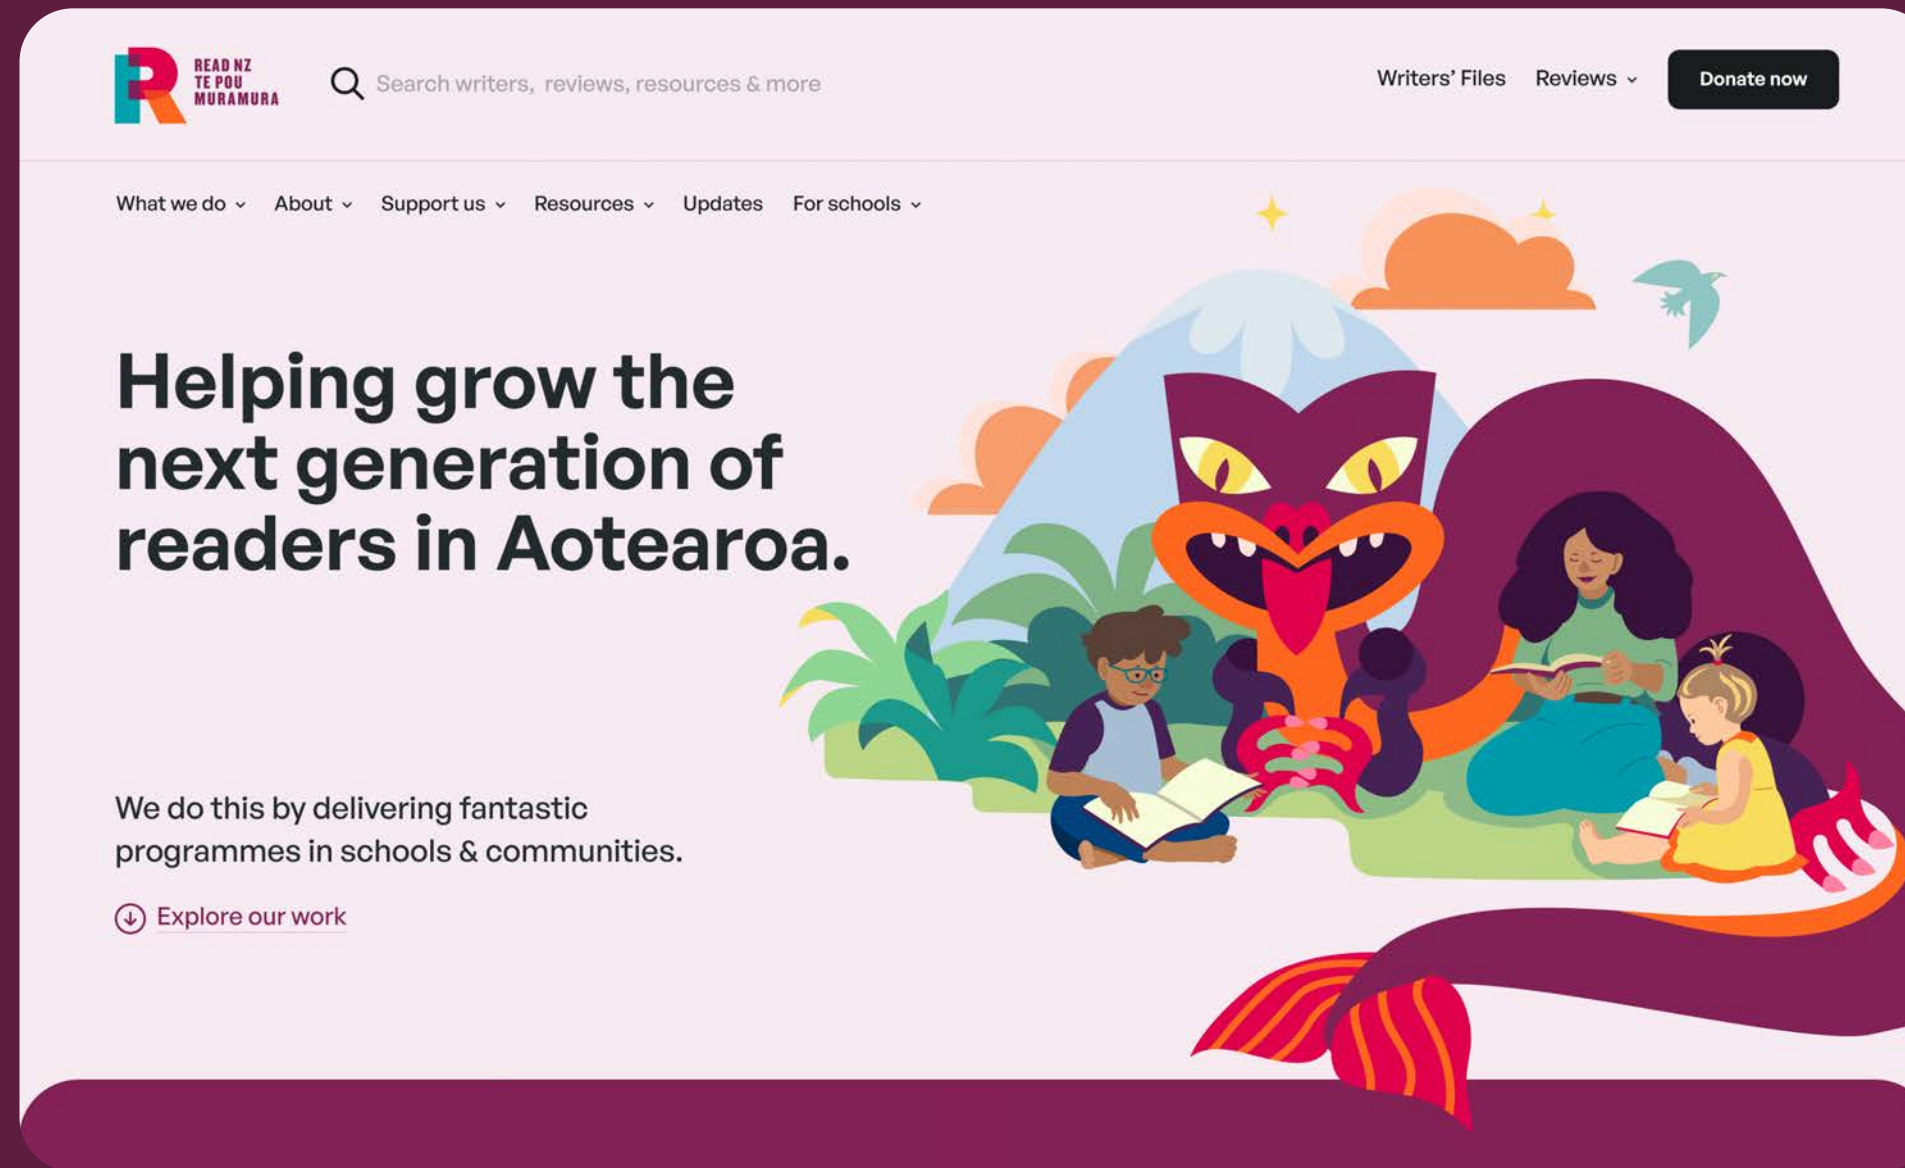 READ NZ
TE POU
MURAMURA
Search writers, reviews, resources & more
Writers’ Files
Reviews
Donate now
What we do
About
Support us
Resources
Updates
For schools
Helping grow the
next generation of
readers in Aotearoa.
We do this by delivering fantastic
programmes in schools & communities.
Explore our work